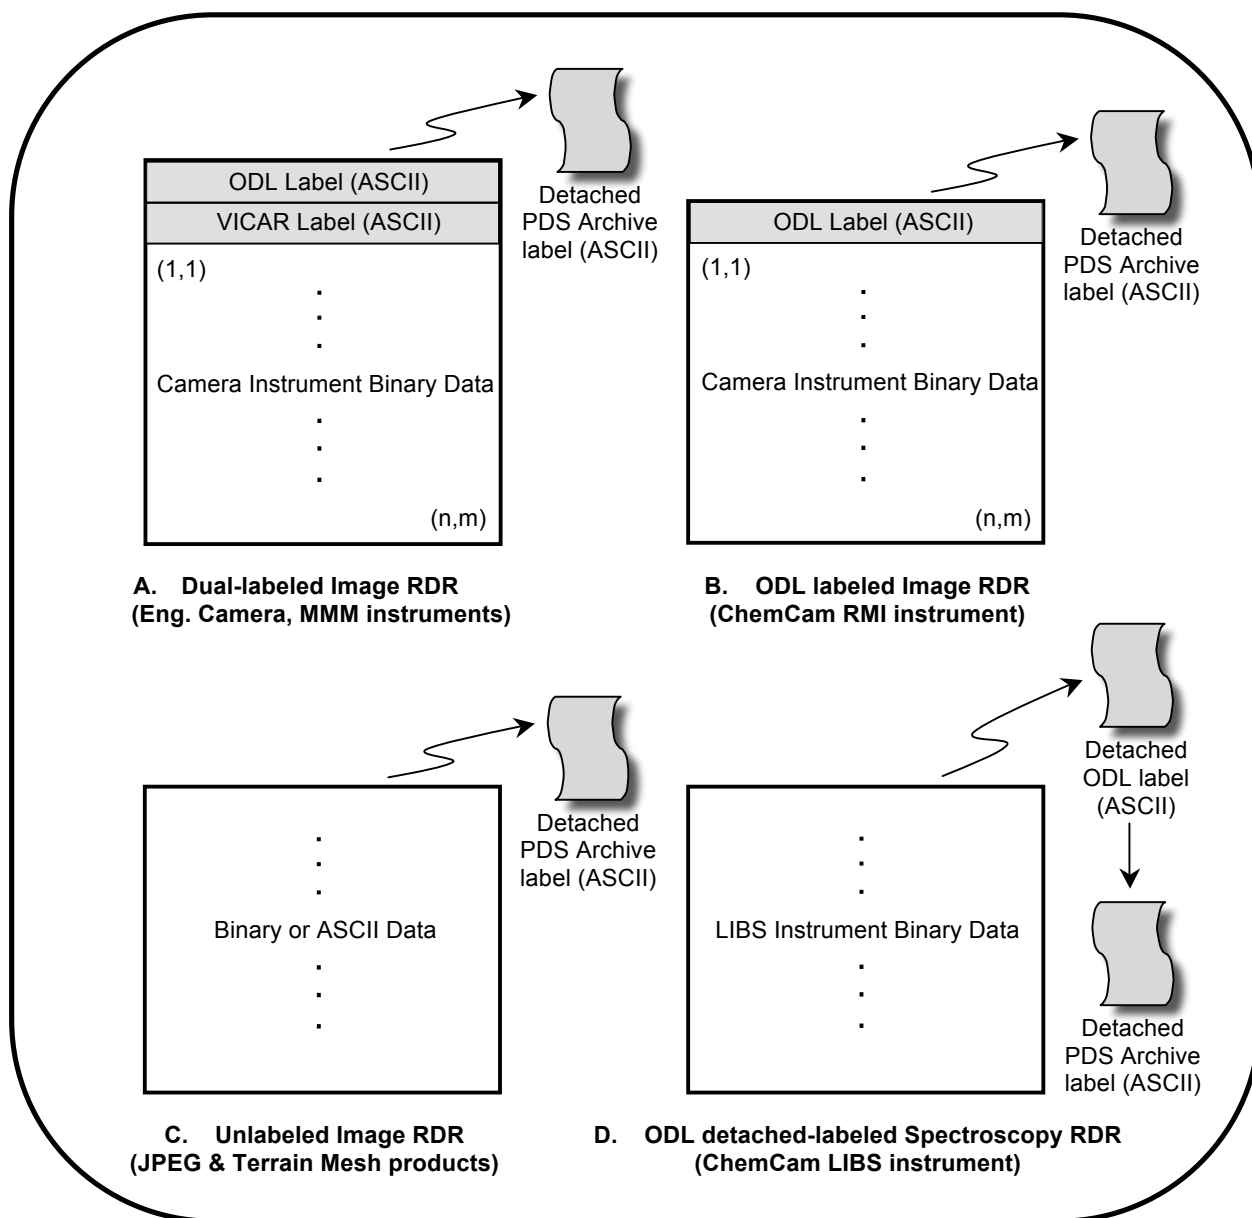 ODL Label (ASCII)
VICAR Label (ASCII)
(1,1)
Camera Instrument Binary Data
(n,m)
Detached
PDS Archive
label (ASCII)
A. Dual-labeled Image RDR
(Eng. Camera, MMM instruments)
ODL Label (ASCII)
(1,1)
Camera Instrument Binary Data
(n,m)
Detached
PDS Archive
label (ASCII)
B. ODL labeled Image RDR
(ChemCam RMI instrument)
Binary or ASCII Data
Detached
PDS Archive
label (ASCII)
C. Unlabeled Image RDR
(JPEG & Terrain Mesh products)
LIBS Instrument Binary Data
Detached
ODL label
(ASCII)
Detached
PDS Archive
label (ASCII)
D. ODL detached-labeled Spectroscopy RDR
(ChemCam LIBS instrument)